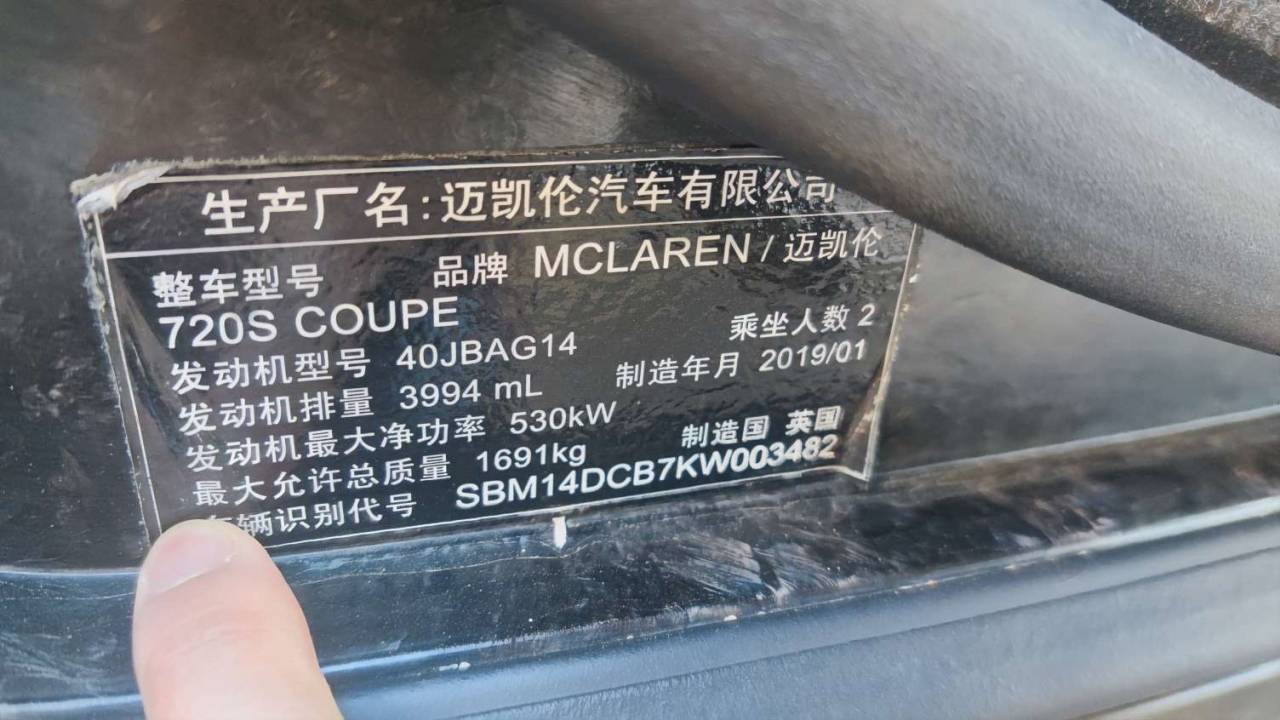 生产厂名:迈凯伦汽车有限公司
整车型号 品牌 MCLAREN / 迈凯伦
720S COUPE 乘坐人数 2
发动机型号 40JBAG14 制造年月 2019/01
发动机排量 3994 mL
发动机最大净功率 530kW 制造国 英国
最大允许总质量 1691kg
车辆识别代号 SBM14DCB7KW003482